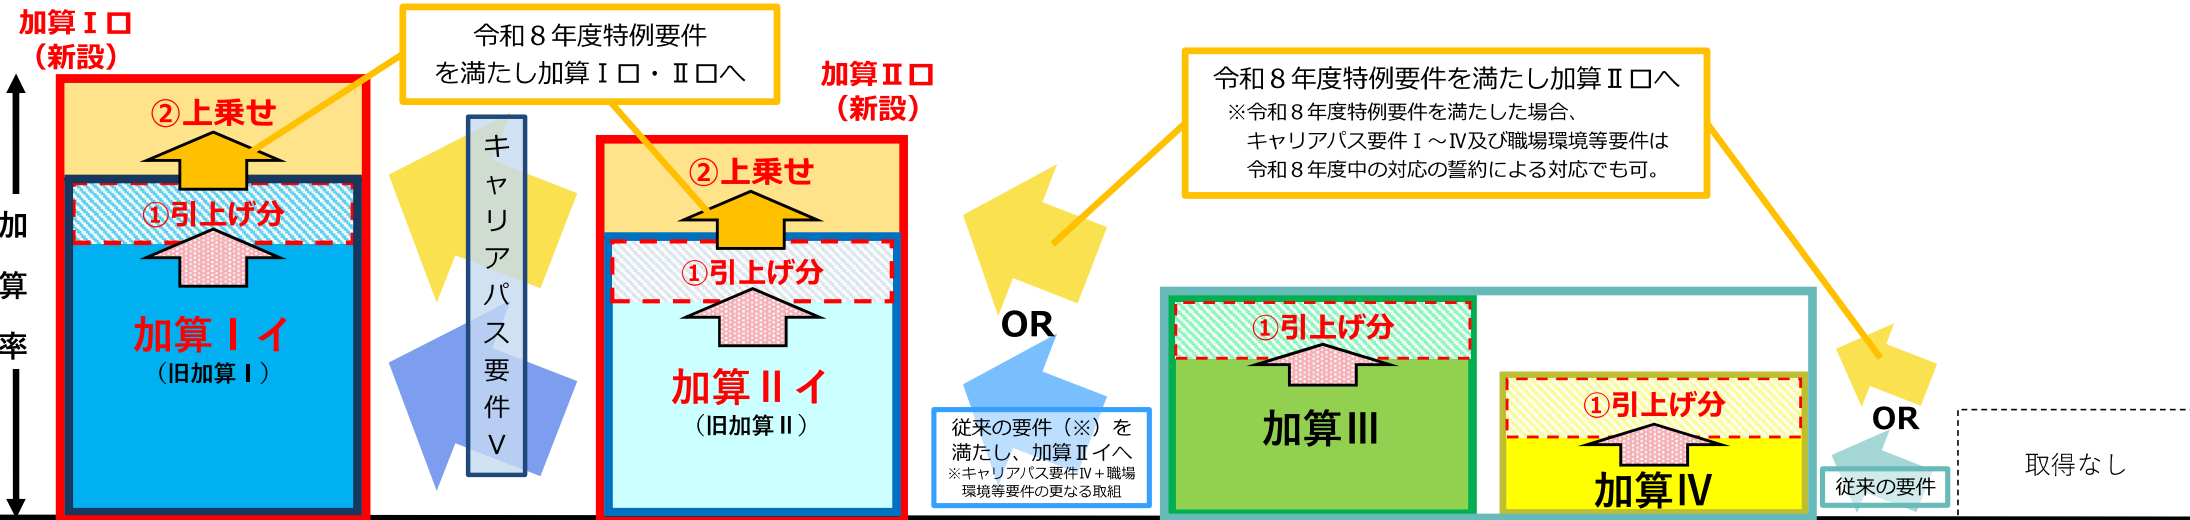 加算Ⅰロ
（新設）
②上乗せ
①引上げ分
加算Ⅰイ
（旧加算Ⅰ）
加算率
令和８年度特例要件
を満たし加算Ⅰロ・Ⅱロへ
キャリアパス要件Ⅴ
加算Ⅱロ
（新設）
②上乗せ
①引上げ分
加算Ⅱイ
（旧加算Ⅱ）
令和８年度特例要件を満たし加算Ⅱロへ
※令和８年度特例要件を満たした場合、
キャリアパス要件Ⅰ～Ⅳ及び職場環境等要件は
令和８年度中の対応の誓約による対応でも可。
OR
従来の要件（※）を
満たし、加算Ⅱイへ
※キャリアパス要件Ⅳ＋職場
環境等要件の更なる取組
①引上げ分
加算Ⅲ
①引上げ分
加算Ⅳ
OR
従来の要件
取得なし